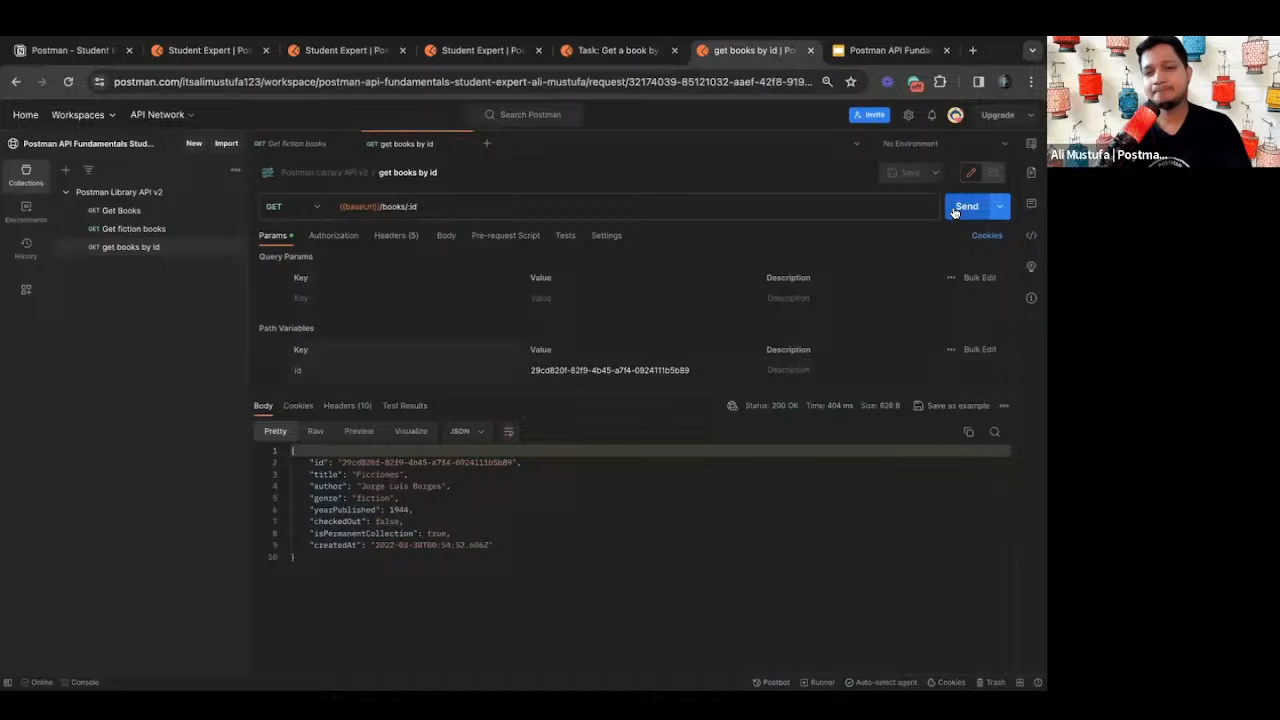 Postman - Student
Student Expert | Pos
Student Expert | Po
Student Expert | Po
Task: Get a book by
get books by id | Po
Postman API Funda
postman.com/itsalimustufa123/workspace/postman-api-fundamentals-student-expert-ali-mustufa/request/32174039-85121032-aaef-42f8-919...
off
Home
Workspaces
API Network
Search Postman
Invite
Upgrade
Postman API Fundamentals Stud...
New
Import
Get fiction books
get books by id
No Environment
Ali Mustufa | Postma...
Collections
Environments
History
Postman Library API v2
GET Get Books
GET Get fiction books
GET get books by id
Postman Library API v2 / get books by id
Save
GET
{{baseUrl}}/books/:id
Send
Params
Authorization
Headers (5)
Body
Pre-request Script
Tests
Settings
Cookies
Query Params
Key
Value
Description
Bulk Edit
Key
Value
Description
Path Variables
Key
Value
Description
Bulk Edit
id
29cd820f-82f9-4b45-a7f4-0924111b5b89
Description
Body
Cookies
Headers (10)
Test Results
Status: 200 OK
Time: 404 ms
Size: 626 B
Save as example
Pretty
Raw
Preview
Visualize
JSON
1 {
2 "id": "29cd820f-82f9-4b45-a7f4-0924111b5b89",
3 "title": "Ficciones",
4 "author": "Jorge Luis Borges",
5 "genre": "fiction",
6 "yearPublished": 1944,
7 "checkedOut": false,
8 "isPermanentCollection": true,
9 "createdAt": "2022-03-30T00:54:52.606Z"
10 }
Online
Console
Postbot
Runner
Auto-select agent
Cookies
Trash